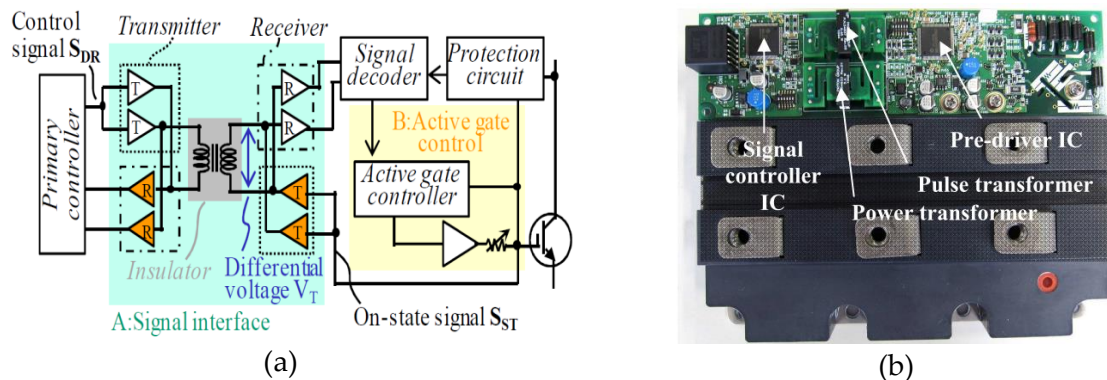 Control
signal S_DR
Transmitter
Receiver
T
T
R
R
R
R
T
T
Primary
controller
Insulator
Differential
voltage V_T
A:Signal interface
Signal
decoder
Protection
circuit
B:Active gate
control
Active gate
controller
On-state signal S_ST
(a)
Signal
controller
IC
Pre-driver IC
Pulse transformer
Power transformer
(b)